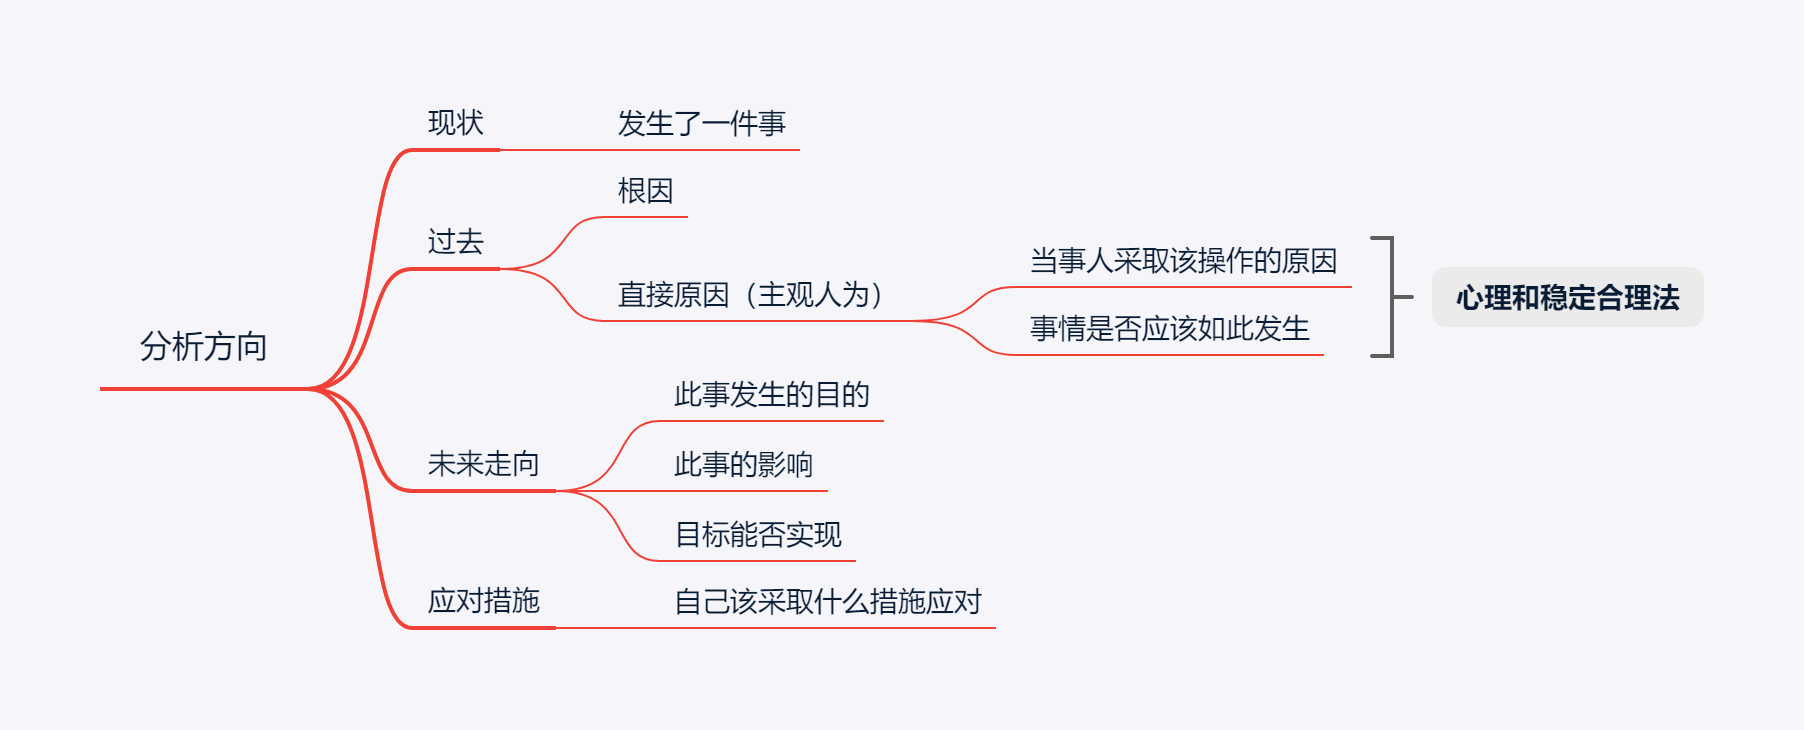 分析方向
现状
发生了一件事
过去
根因
直接原因（主观人为）
当事人采取该操作的原因
事情是否应该如此发生
心理和稳定合理法
未来走向
此事发生的目的
此事的影响
目标能否实现
应对措施
自己该采取什么措施应对